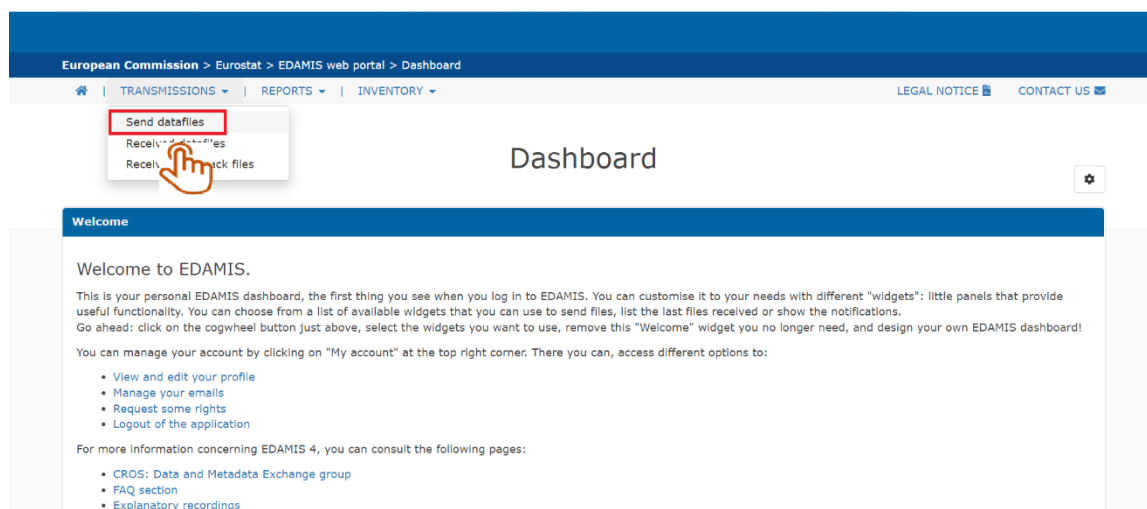 European Commission > Eurostat > EDAMIS web portal > Dashboard
| TRANSMISSIONS | REPORTS | INVENTORY
LEGAL NOTICE CONTACT US
Send datafiles
files
Dashboard
Welcome
Welcome to EDAMIS.
This is your personal EDAMIS dashboard, the first thing you see when you log in to EDAMIS. You can customise it to your needs with different "widgets": little panels that provide
useful functionality. You can choose from a list of available widgets that you can use to send files, list the last files received or show the notifications.
Go ahead: click on the cogwheel button just above, select the widgets you want to use, remove this "Welcome" widget you no longer need, and design your own EDAMIS dashboard!
You can manage your account by clicking on "My account" at the top right corner. There you can, access different options to:
• View and edit your profile
• Manage your emails
• Request some rights
• Logout of the application
For more information concerning EDAMIS 4, you can consult the following pages:
• CROS: Data and Metadata Exchange group
• FAQ section
• Explanatory recordings